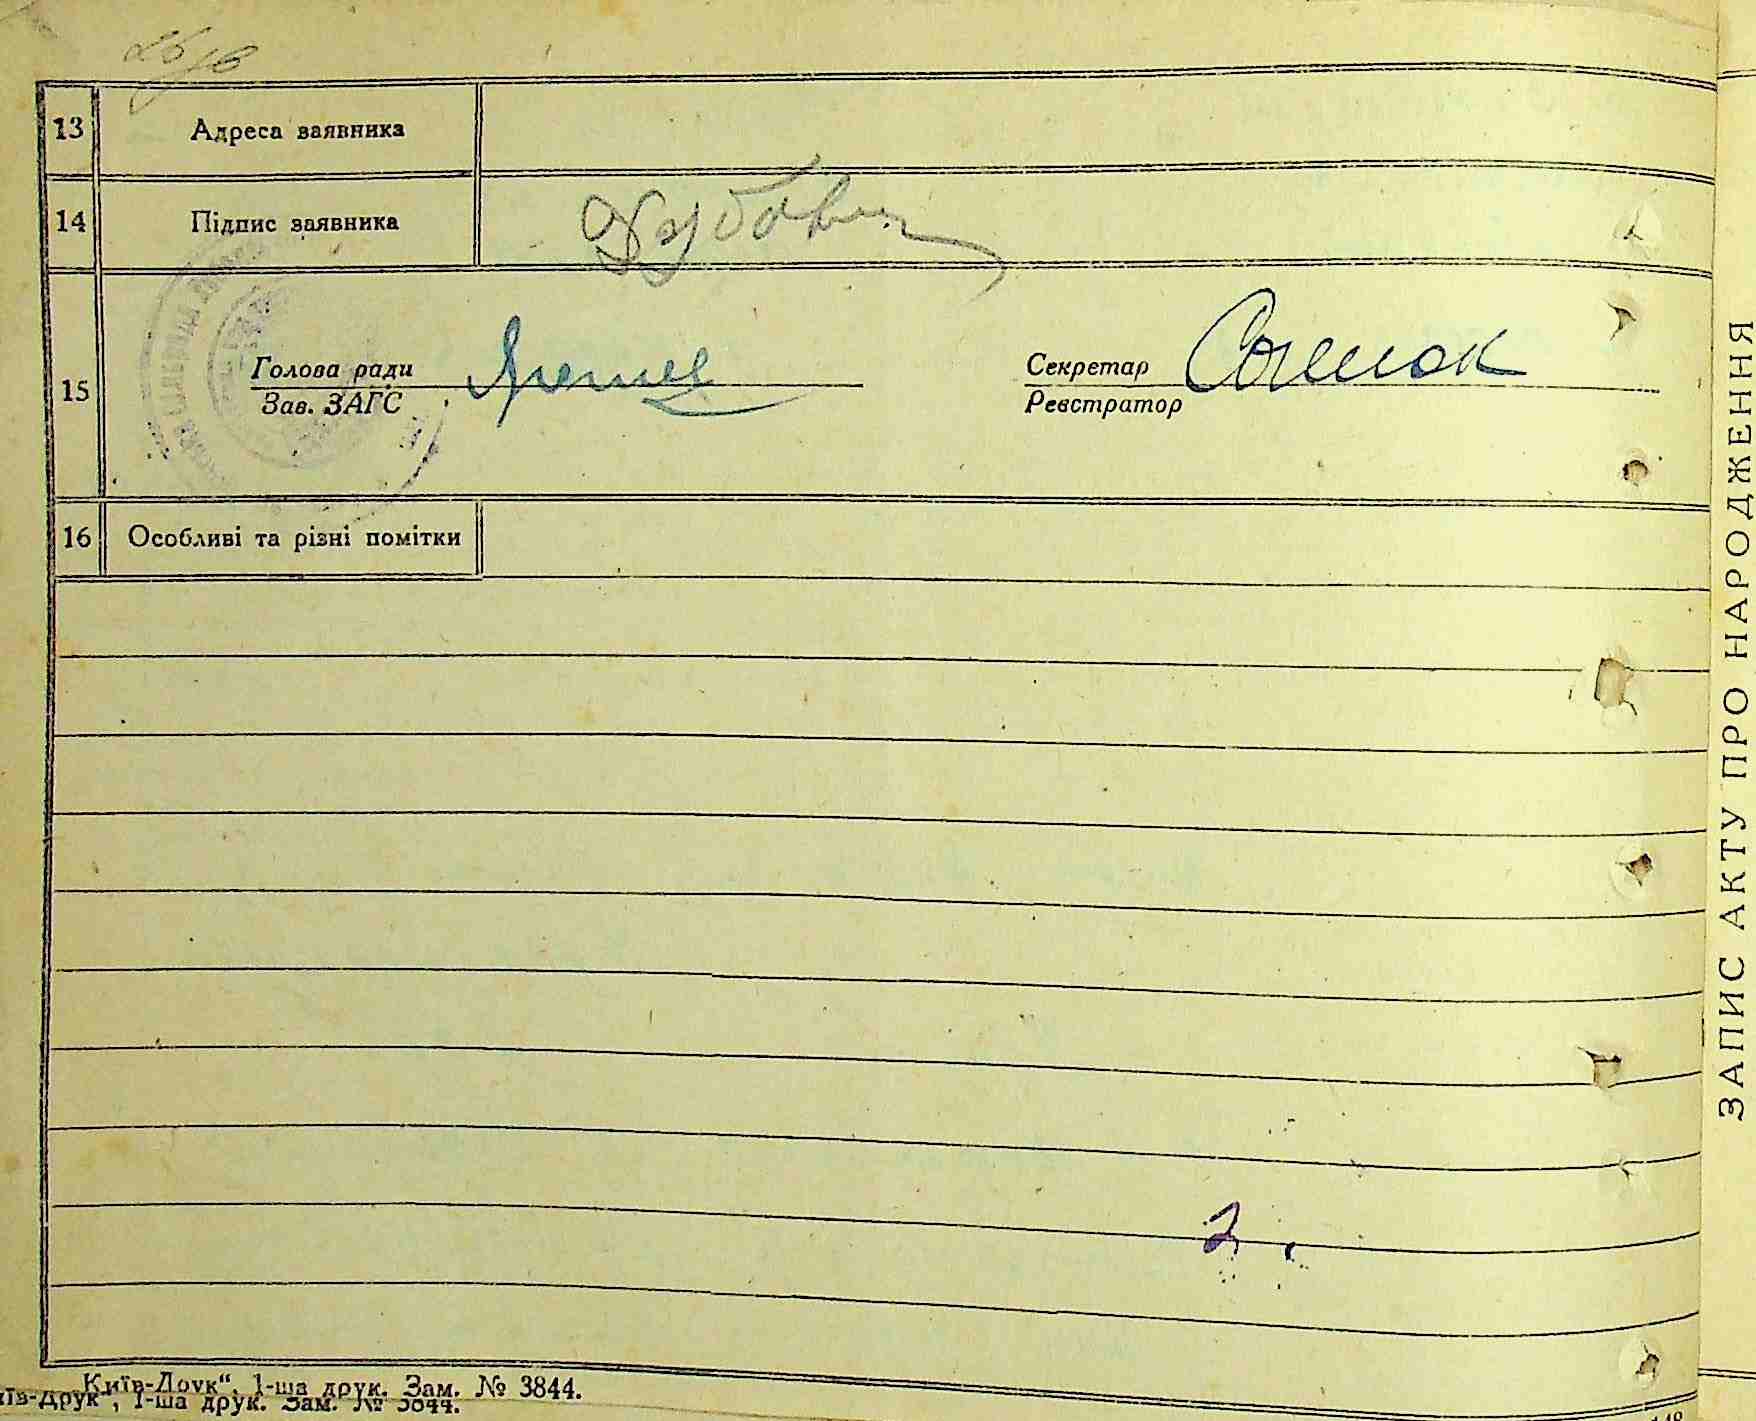 13 Адреса заявника
14 Підпис заявника
15 Голова ради Секретар
Зав. ЗАГС Реєстратор
16 Особливі та різні помітки
ЗАПИС АКТУ ПРО НАРОДЖЕННЯ
Київ-Друк", 1-ша друк. Зам. № 3844.
їв-Друк", 1-ша друк. Зам. № 3844.